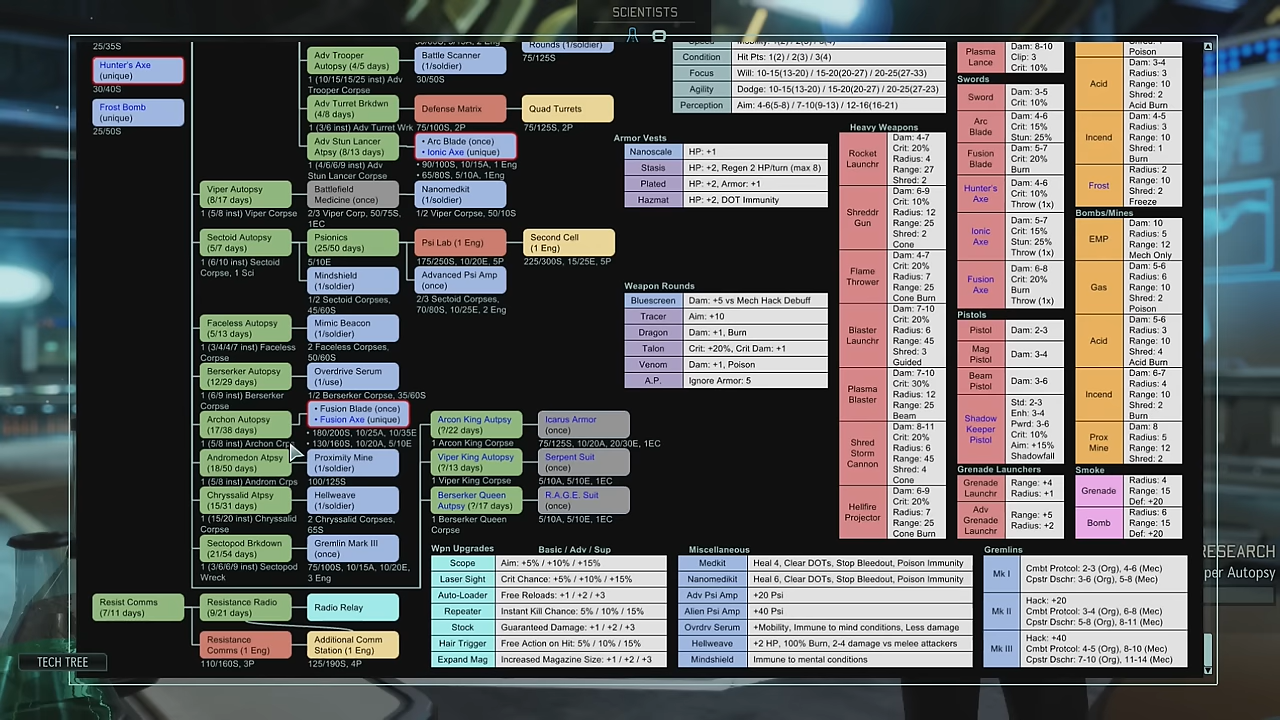 SCIENTISTS
25/35S
Hunter's Axe
(unique)
30/40S
Frost Bomb
(unique)
25/50S
Adv Trooper
Autopsy (4/5 days)
1 (10/15/15/25 inst) Adv
Trooper Corpse
Battle Scanner
(1/soldier)
30/50S
Rounds (1/soldier)
75/125S
Adv Turret Brkdwn
(4/8 days)
1 (3/6 inst) Adv Turret Wrk
Defense Matrix
75/100S, 2P
Quad Turrets
75/125S, 2P
Adv Stun Lancer
Atpsy (8/13 days)
1 (4/6/6/9 inst) Adv
Stun Lancer Corpse
• Arc Blade (once)
• Ionic Axe (unique)
• 90/100S, 10/15A, 1 Eng
• 65/80S, 5/10A, 1Eng
Viper Autopsy
(8/17 days)
1 (5/8 inst) Viper Corpse
Battlefield
Medicine (once)
2/3 Viper Corp, 50/75S,
1EC
Nanomedkit
(1/soldier)
1/2 Viper Corpse, 50/10S
Sectoid Autopsy
(5/7 days)
1 (6/10 inst) Sectoid
Corpse, 1 Sci
Psionics
(25/50 days)
5/10E
Psi Lab (1 Eng)
175/250S, 10/20E, 5P
Second Cell
(1 Eng)
225/300S, 15/25E, 5P
Mindshield
(1/soldier)
1/2 Sectoid Corpses,
45/60S
Advanced Psi Amp
(once)
2/3 Sectoid Corpses,
70/80S, 10/25E, 2 Eng
Faceless Autopsy
(5/13 days)
1 (3/4/4/7 inst) Faceless
Corpse
Mimic Beacon
(1/soldier)
2 Faceless Corpses,
50/60S
Berserker Autopsy
(12/29 days)
1 (6/9 inst) Berserker
Corpse
Overdrive Serum
(1/use)
1/2 Berserker Corpse, 35/60S
Archon Autopsy
(17/38 days)
1 (5/8 inst) Archon
• Fusion Blade (once)
• Fusion Axe (unique)
• 180/200S, 10/25A, 10/35E
• 130/160S, 10/20A, 5/10E
Arcon King Autpsy
(?/22 days)
1 Arcon King Corpse
Icarus Armor
(once)
75/125S, 10/20A, 20/30E, 1EC
Andromedon Atpsy
(18/50 days)
1 (5/8 inst) Androm Crps
Proximity Mine
(1/soldier)
100/125S
Viper King Autopsy
(?/13 days)
1 Viper King Corpse
Serpent Suit
(once)
5/10A, 5/10E, 1EC
Chryssalid Atpsy
(15/31 days)
1 (15/20 inst) Chryssalid
Corpse
Hellweave
(1/soldier)
2 Chryssalid Corpses,
65S
Berserker Queen
Autpsy (?/17 days)
1 Berserker Queen
Corpse
R.A.G.E. Suit
(once)
5/10A, 5/10E, 1EC
Sectopod Brkdown
(21/54 days)
1 (3/6/6/9 inst) Sectopod
Wreck
Gremlin Mark III
(once)
75/100S, 10/15A, 10/20E,
3 Eng
Resist Comms
(7/11 days)
Resistance Radio
(9/21 days)
Radio Relay
Resistance
Comms (1 Eng)
110/160S, 3P
Additional Comm
Station (1 Eng)
125/190S, 4P
Condition Hit Pts: 1(2) / 2(3) / 3(4)
Focus Will: 10-15(13-20) / 15-20(20-27) / 20-25(27-33)
Agility Dodge: 10-15(13-20) / 15-20(20-27) / 20-25(27-33)
Perception Aim: 4-6(5-8) / 7-10(9-13) / 12-16(16-21)
Armor Vests
Nanoscale HP: +1
Stasis HP: +2, Regen 2 HP/turn (max 8)
Plated HP: +2, Armor: +1
Hazmat HP: +2, DOT Immunity
Weapon Rounds
Bluescreen Dam: +5 vs Mech Hack Debuff
Tracer Aim: +10
Dragon Dam: +1, Burn
Talon Crit: +20%, Crit Dam: +1
Venom Dam: +1, Poison
A.P. Ignore Armor: 5
Wpn Upgrades Basic / Adv / Sup
Scope Aim: +5% / +10% / +15%
Laser Sight Crit Chance: +5% / +10% / +15%
Auto-Loader Free Reloads: +1 / +2 / +3
Repeater Instant Kill Chance: 5% / 10% / 15%
Stock Guaranteed Damage: +1 / +2 / +3
Hair Trigger Free Action on Hit: 5% / 10% / 15%
Expand Mag Increased Magazine Size: +1 / +2 / +3
Miscellaneous
Medkit Heal 4, Clear DOTs, Stop Bleedout, Poison Immunity
Nanomedkit Heal 6, Clear DOTs, Stop Bleedout, Poison Immunity
Adv Psi Amp +20 Psi
Alien Psi Amp +40 Psi
Ovrdrv Serum +Mobility, Immune to mind conditions, Less damage
Hellweave +2 HP, 100% Burn, 2-4 damage vs melee attackers
Mindshield Immune to mental conditions
Heavy Weapons
Rocket
Launchr
Dam: 4-7
Crit: 20%
Radius: 4
Range: 27
Shred: 2
Shreddr
Gun
Dam: 6-9
Crit: 10%
Radius: 12
Range: 25
Shred: 2
Cone
Flame
Thrower
Dam: 4-7
Crit: 20%
Radius: 7
Range: 25
Cone Burn
Blaster
Launchr
Dam: 7-10
Crit: 20%
Radius: 6
Range: 45
Shred: 3
Guided
Plasma
Blaster
Dam: 7-10
Crit: 30%
Radius: 12
Range: 25
Beam
Shred
Storm
Cannon
Dam: 8-11
Crit: 20%
Radius: 6
Range: 45
Shred: 4
Cone
Hellfire
Projector
Dam: 6-9
Crit: 20%
Radius: 7
Range: 25
Cone Burn
Plasma
Lance
Dam: 8-10
Clip: 3
Crit: 10%
Swords
Sword
Dam: 3-5
Crit: 10%
Arc
Blade
Dam: 4-6
Crit: 15%
Stun: 25%
Fusion
Blade
Dam: 5-7
Crit: 20%
Burn
Hunter's
Axe
Dam: 4-6
Crit: 10%
Throw (1x)
Ionic
Axe
Dam: 5-7
Crit: 15%
Stun: 25%
Throw (1x)
Fusion
Axe
Dam: 6-8
Crit: 20%
Burn
Throw (1x)
Pistols
Pistol Dam: 2-3
Mag
Pistol
Dam: 3-4
Beam
Pistol
Dam: 3-6
Shadow
Keeper
Pistol
Std: 2-3
Enh: 3-4
Pwrd: 3-6
Crit: 10%
Aim: +15%
Shadowfall
Grenade Launchers
Grenade
Launchr
Range: +4
Radius: +1
Adv
Grenade
Launchr
Range: +5
Radius: +2
Poison
Acid
Dam: 3-4
Radius: 3
Range: 10
Shred: 2
Acid Burn
Incend
Dam: 4-5
Radius: 3
Range: 10
Shred: 1
Burn
Frost
Radius: 2
Range: 10
Shred: 2
Freeze
Bombs/Mines
EMP
Dam: 10
Radius: 5
Range: 12
Mech Only
Gas
Dam: 5-6
Radius: 6
Range: 10
Shred: 2
Poison
Acid
Dam: 5-6
Radius: 3
Range: 10
Shred: 4
Acid Burn
Incend
Dam: 6-7
Radius: 4
Range: 10
Shred: 2
Burn
Prox
Mine
Dam: 8
Radius: 5
Range: 12
Shred: 2
Smoke
Grenade
Radius: 4
Range: 15
Def: +20
Bomb
Radius: 6
Range: 15
Def: +20
Gremlins
Mk I
Cmbt Protcol: 2-3 (Org), 4-6 (Mec)
Cpstr Dschr: 3-6 (Org), 5-8 (Mec)
Mk II
Hack: +20
Cmbt Protcol: 3-4 (Org), 6-8 (Mec)
Cpstr Dschr: 5-8 (Org), 8-11 (Mec)
Mk III
Hack: +40
Cmbt Protcol: 4-5 (Org), 8-10 (Mec)
Cpstr Dschr: 7-10 (Org), 11-14 (Mec)
RESEARCH
per Autopsy
TECH TREE